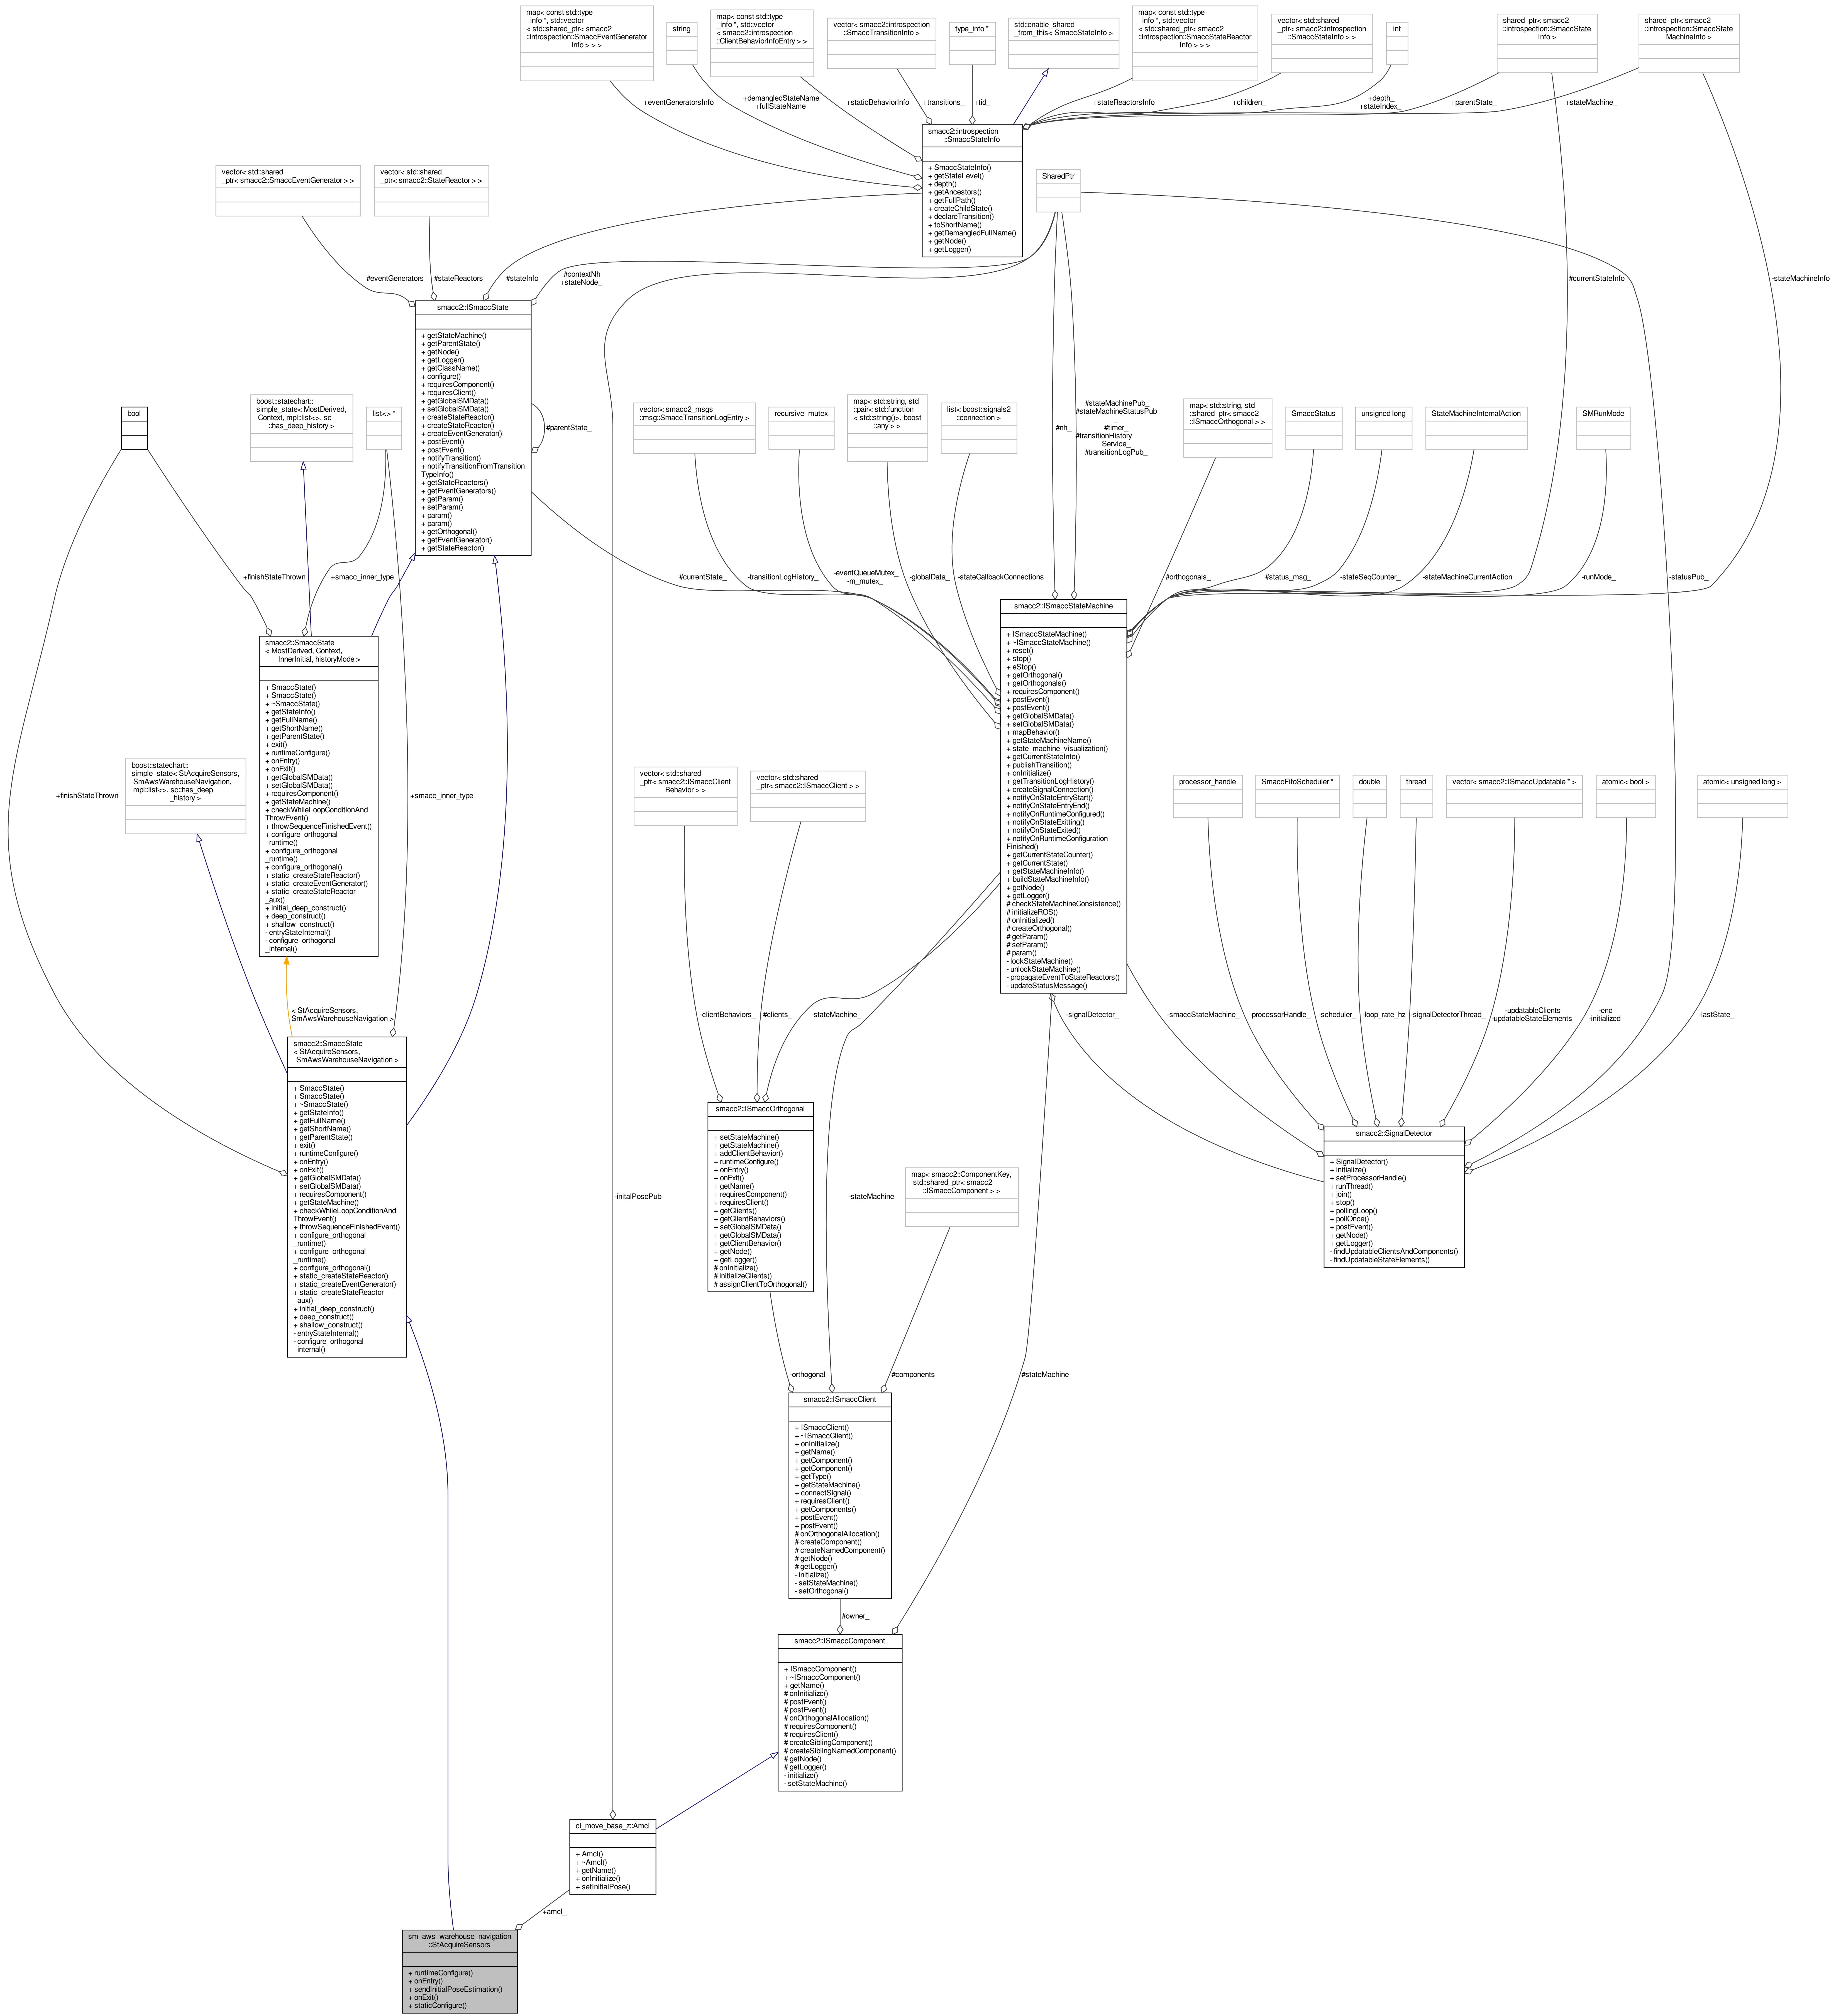 map< const std::type
_info *, std::vector
< std::shared_ptr< smacc2
::introspection::SmaccEventGenerator
Info > > >
string
map< const std::type
_info *, std::vector
< smacc2::introspection
::ClientBehaviorInfoEntry > >
vector< smacc2::introspection
::SmaccTransitionInfo >
type_info *
std::enable_shared
_from_this< SmaccStateInfo >
map< const std::type
_info *, std::vector
< std::shared_ptr< smacc2
::introspection::SmaccStateReactor
Info > > >
vector< std::shared
_ptr< smacc2::introspection
::SmaccStateInfo > >
int
shared_ptr< smacc2
::introspection::SmaccState
Info >
shared_ptr< smacc2
::introspection::SmaccState
MachineInfo >
+eventGeneratorsInfo
+demangledStateName
+fullStateName
+staticBehaviorInfo
+transitions_
+tid_
+stateReactorsInfo
+children_
+depth_
+stateIndex_
+parentState_
+stateMachine_
smacc2::introspection
::SmaccStateInfo
+ SmaccStateInfo()
+ getStateLevel()
+ depth()
+ getAncestors()
+ getFullPath()
+ createChildState()
+ declareTransition()
+ toShortName()
+ getDemangledFullName()
+ getNode()
+ getLogger()
vector< std::shared
_ptr< smacc2::SmaccEventGenerator > >
vector< std::shared
_ptr< smacc2::StateReactor > >
SharedPtr
#eventGenerators_
#stateReactors_
#stateInfo_
#contextNh
+stateNode_
#currentStateInfo_
-stateMachineInfo_
smacc2::ISmaccState
+ getStateMachine()
+ getParentState()
+ getNode()
+ getLogger()
+ getClassName()
+ configure()
+ requiresComponent()
+ requiresClient()
+ getGlobalSMData()
+ setGlobalSMData()
+ createStateReactor()
+ createStateReactor()
+ createEventGenerator()
+ postEvent()
+ postEvent()
+ notifyTransition()
+ notifyTransitionFromTransition
TypeInfo()
+ getStateReactors()
+ getEventGenerators()
+ getParam()
+ setParam()
+ param()
+ param()
+ getOrthogonal()
+ getEventGenerator()
+ getStateReactor()
#parentState_
bool
boost::statechart::
simple_state< MostDerived,
Context, mpl::list<>, sc
::has_deep_history >
list<> *
vector< smacc2_msgs
::msg::SmaccTransitionLogEntry >
recursive_mutex
map< std::string, std
::pair< std::function
< std::string()>, boost
::any > >
list< boost::signals2
::connection >
#nh_
#stateMachinePub_
#stateMachineStatusPub
_
#timer_
#transitionHistory
Service_
#transitionLogPub_
map< std::string, std
::shared_ptr< smacc2
::ISmaccOrthogonal > >
SmaccStatus
unsigned long
StateMachineInternalAction
SMRunMode
+finishStateThrown
+smacc_inner_type
#currentState_
-transitionLogHistory_
-eventQueueMutex_
-m_mutex_
-globalData_
-stateCallbackConnections
#orthogonals_
#status_msg_
-stateSeqCounter_
-stateMachineCurrentAction
-runMode_
-statusPub_
smacc2::SmaccState
< MostDerived, Context,
InnerInitial, historyMode >
+ SmaccState()
+ SmaccState()
+ ~SmaccState()
+ getStateInfo()
+ getFullName()
+ getShortName()
+ getParentState()
+ exit()
+ runtimeConfigure()
+ onEntry()
+ onExit()
+ getGlobalSMData()
+ setGlobalSMData()
+ requiresComponent()
+ getStateMachine()
+ checkWhileLoopConditionAnd
ThrowEvent()
+ throwSequenceFinishedEvent()
+ configure_orthogonal
_runtime()
+ configure_orthogonal
_runtime()
+ configure_orthogonal()
+ static_createStateReactor()
+ static_createEventGenerator()
+ static_createStateReactor
_aux()
+ initial_deep_construct()
+ deep_construct()
+ shallow_construct()
- entryStateInternal()
- configure_orthogonal
_internal()
smacc2::ISmaccStateMachine
+ ISmaccStateMachine()
+ ~ISmaccStateMachine()
+ reset()
+ stop()
+ eStop()
+ getOrthogonal()
+ getOrthogonals()
+ requiresComponent()
+ postEvent()
+ postEvent()
+ getGlobalSMData()
+ setGlobalSMData()
+ mapBehavior()
+ getStateMachineName()
+ state_machine_visualization()
+ getCurrentStateInfo()
+ publishTransition()
+ onInitialize()
+ getTransitionLogHistory()
+ createSignalConnection()
+ notifyOnStateEntryStart()
+ notifyOnStateEntryEnd()
+ notifyOnRuntimeConfigured()
+ notifyOnStateExitting()
+ notifyOnStateExited()
+ notifyOnRuntimeConfiguration
Finished()
+ getCurrentStateCounter()
+ getCurrentState()
+ getStateMachineInfo()
+ buildStateMachineInfo()
+ getNode()
+ getLogger()
# checkStateMachineConsistence()
# initializeROS()
# onInitialized()
# createOrthogonal()
# getParam()
# setParam()
# param()
- lockStateMachine()
- unlockStateMachine()
- propagateEventToStateReactors()
- updateStatusMessage()
boost::statechart::
simple_state< StAcquireSensors,
SmAwsWarehouseNavigation,
mpl::list<>, sc::has_deep
_history >
vector< std::shared
_ptr< smacc2::ISmaccClient
Behavior > >
vector< std::shared
_ptr< smacc2::ISmaccClient > >
processor_handle
SmaccFifoScheduler *
double
thread
vector< smacc2::ISmaccUpdatable * >
atomic< bool >
atomic< unsigned long >
+finishStateThrown
+smacc_inner_type
< StAcquireSensors,
SmAwsWarehouseNavigation >
-clientBehaviors_
#clients_
-stateMachine_
-signalDetector_
-smaccStateMachine_
-processorHandle_
-scheduler_
-loop_rate_hz
-signalDetectorThread_
-updatableClients_
-updatableStateElements_
-end_
-initialized_
-lastState_
smacc2::SmaccState
< StAcquireSensors,
SmAwsWarehouseNavigation >
+ SmaccState()
+ SmaccState()
+ ~SmaccState()
+ getStateInfo()
+ getFullName()
+ getShortName()
+ getParentState()
+ exit()
+ runtimeConfigure()
+ onEntry()
+ onExit()
+ getGlobalSMData()
+ setGlobalSMData()
+ requiresComponent()
+ getStateMachine()
+ checkWhileLoopConditionAnd
ThrowEvent()
+ throwSequenceFinishedEvent()
+ configure_orthogonal
_runtime()
+ configure_orthogonal
_runtime()
+ configure_orthogonal()
+ static_createStateReactor()
+ static_createEventGenerator()
+ static_createStateReactor
_aux()
+ initial_deep_construct()
+ deep_construct()
+ shallow_construct()
- entryStateInternal()
- configure_orthogonal
_internal()
smacc2::ISmaccOrthogonal
+ setStateMachine()
+ getStateMachine()
+ addClientBehavior()
+ runtimeConfigure()
+ onEntry()
+ onExit()
+ getName()
+ requiresComponent()
+ requiresClient()
+ getClients()
+ getClientBehaviors()
+ setGlobalSMData()
+ getGlobalSMData()
+ getClientBehavior()
+ getNode()
+ getLogger()
# onInitialize()
# initializeClients()
# assignClientToOrthogonal()
smacc2::SignalDetector
+ SignalDetector()
+ initialize()
+ setProcessorHandle()
+ runThread()
+ join()
+ stop()
+ pollingLoop()
+ pollOnce()
+ postEvent()
+ getNode()
+ getLogger()
- findUpdatableClientsAndComponents()
- findUpdatableStateElements()
-initalPosePub_
-stateMachine_
map< smacc2::ComponentKey,
std::shared_ptr< smacc2
::ISmaccComponent > >
-orthogonal_
#components_
#stateMachine_
smacc2::ISmaccClient
+ ISmaccClient()
+ ~ISmaccClient()
+ onInitialize()
+ getName()
+ getComponent()
+ getComponent()
+ getType()
+ getStateMachine()
+ connectSignal()
+ requiresClient()
+ getComponents()
+ postEvent()
+ postEvent()
# onOrthogonalAllocation()
# createComponent()
# createNamedComponent()
# getNode()
# getLogger()
- initialize()
- setStateMachine()
- setOrthogonal()
#owner_
smacc2::ISmaccComponent
+ ISmaccComponent()
+ ~ISmaccComponent()
+ getName()
# onInitialize()
# postEvent()
# postEvent()
# onOrthogonalAllocation()
# requiresComponent()
# requiresClient()
# createSiblingComponent()
# createSiblingNamedComponent()
# getNode()
# getLogger()
- initialize()
- setStateMachine()
cl_move_base_z::Amcl
+ Amcl()
+ ~Amcl()
+ getName()
+ onInitialize()
+ setInitialPose()
+amcl_
sm_aws_warehouse_navigation
::StAcquireSensors
+ runtimeConfigure()
+ onEntry()
+ sendInitialPoseEstimation()
+ onExit()
+ staticConfigure()